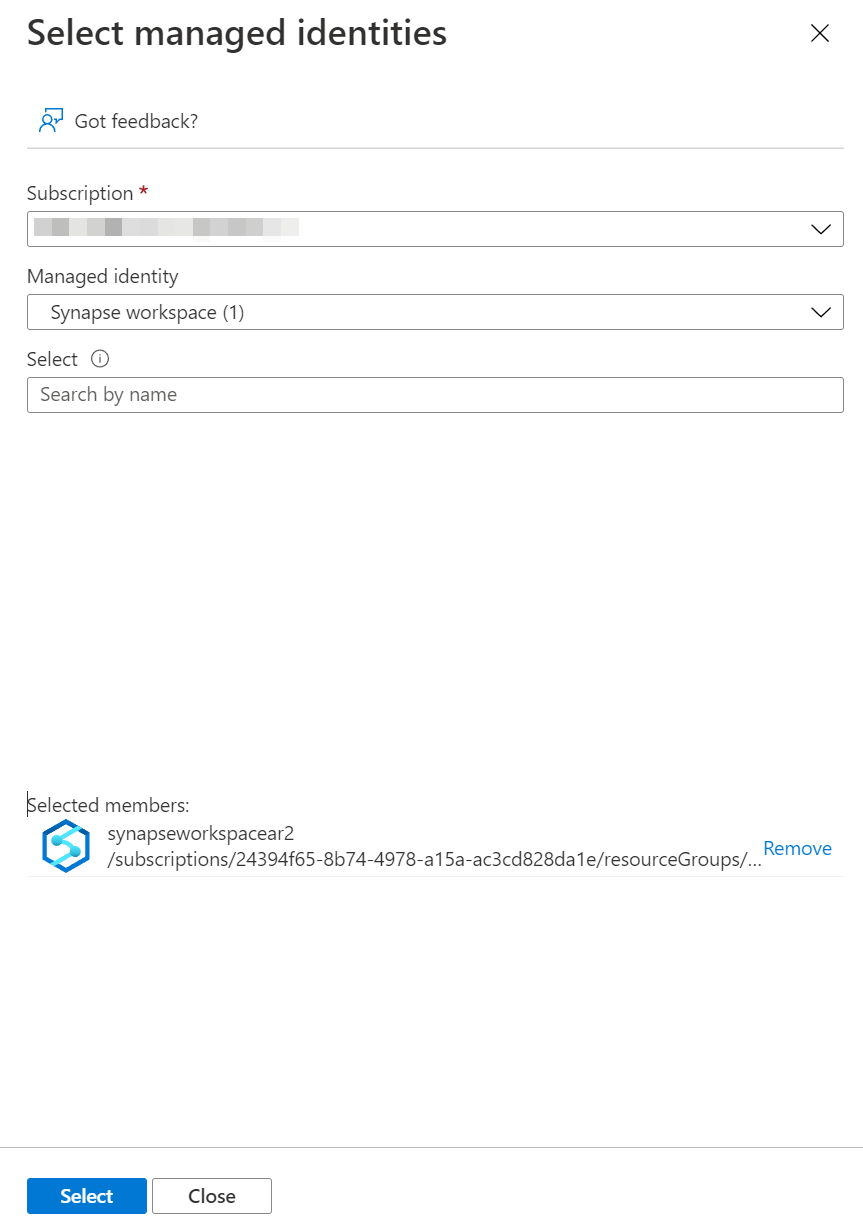 Select managed identities
Got feedback?
Subscription *
Managed identity
Synapse workspace (1)
Select
Search by name
Selected members:
synapseworkspacear2
/subscriptions/24394f65-8b74-4978-a15a-ac3cd828da1e/resourceGroups/...
Remove
Select
Close